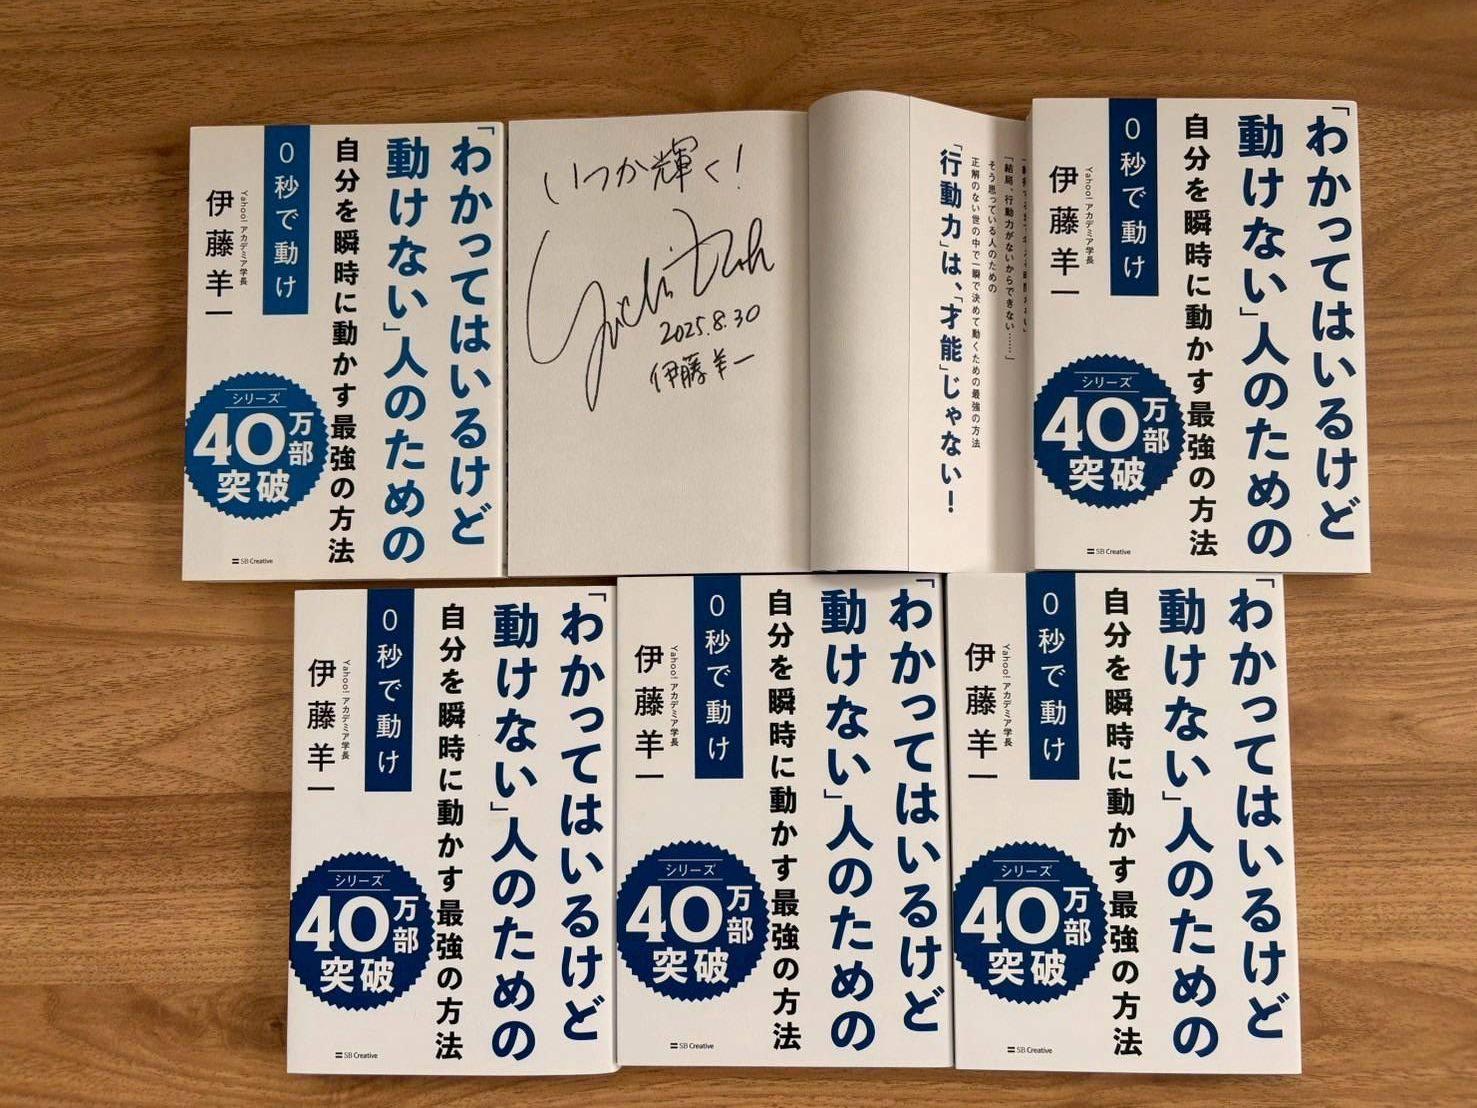 「わかってはいるけど
動けない」人のための
自分を瞬時に動かす最強の方法
0秒で動け
Yahoo!アカデミア学長
伊藤羊一
シリーズ
40万部
突破
SB Creative
いつか輝く!
Yoichi Itoh
2025.8.30
伊藤羊一
「結局、行動力がないからできない……」
そう思っている人のための
正解のない世の中で一瞬で決めて動くための最強の方法
「行動力」は、「才能」じゃない!
「わかってはいるけど
動けない」人のための
自分を瞬時に動かす最強の方法
0秒で動け
Yahoo!アカデミア学長
伊藤羊一
シリーズ
40万部
突破
SB Creative
「わかってはいるけど
動けない」人のための
自分を瞬時に動かす最強の方法
0秒で動け
Yahoo!アカデミア学長
伊藤羊一
シリーズ
40万部
突破
SB Creative
「わかってはいるけど
動けない」人のための
自分を瞬時に動かす最強の方法
0秒で動け
Yahoo!アカデミア学長
伊藤羊一
シリーズ
40万部
突破
SB Creative
「わかってはいるけど
動けない」人のための
自分を瞬時に動かす最強の方法
0秒で動け
Yahoo!アカデミア学長
伊藤羊一
シリーズ
40万部
突破
SB Creative